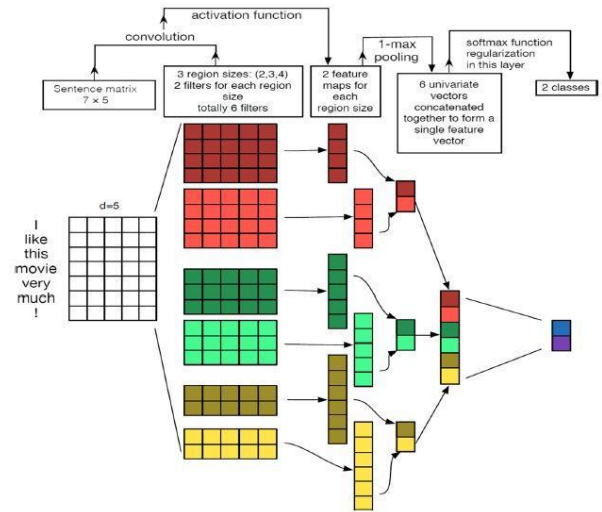 activation function
convolution
1-max
pooling
softmax function
regularization
in this layer
Sentence matrix
7 × 5
3 region sizes: (2,3,4)
2 filters for each region
size
totally 6 filters
2 feature
maps for
each
region size
6 univariate
vectors
concatenated
together to form a
single feature
vector
2 classes
d=5
I
like
this
movie
very
much
!